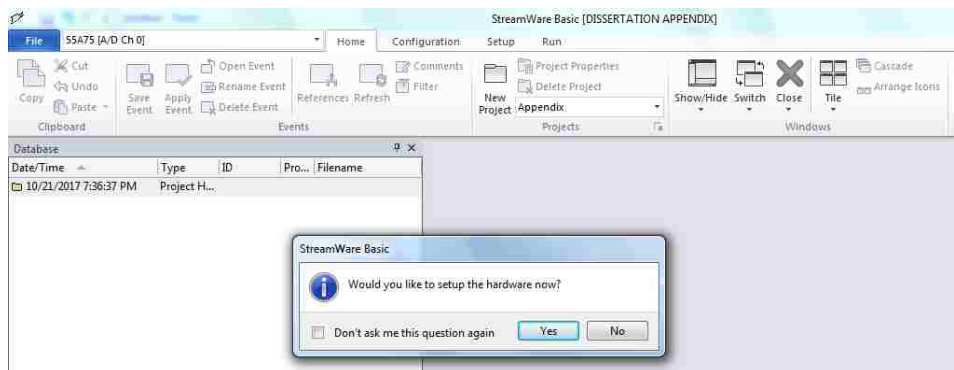 StreamWare Basic [DISSERTATION APPENDIX]
File 55A75 [A/D Ch 0] Home Configuration Setup Run
Copy Cut Undo Paste
Clipboard
Save Event Apply Event Open Event Rename Event Delete Event References Refresh Comments Filter
Events
New Project Project Properties Delete Project Appendix
Projects
Show/Hide Switch Close Tile Cascade Arrange Icons
Windows
Database
Date/Time Type ID Pro... Filename
10/21/2017 7:36:37 PM Project H...
StreamWare Basic
Would you like to setup the hardware now?
Don't ask me this question again Yes No